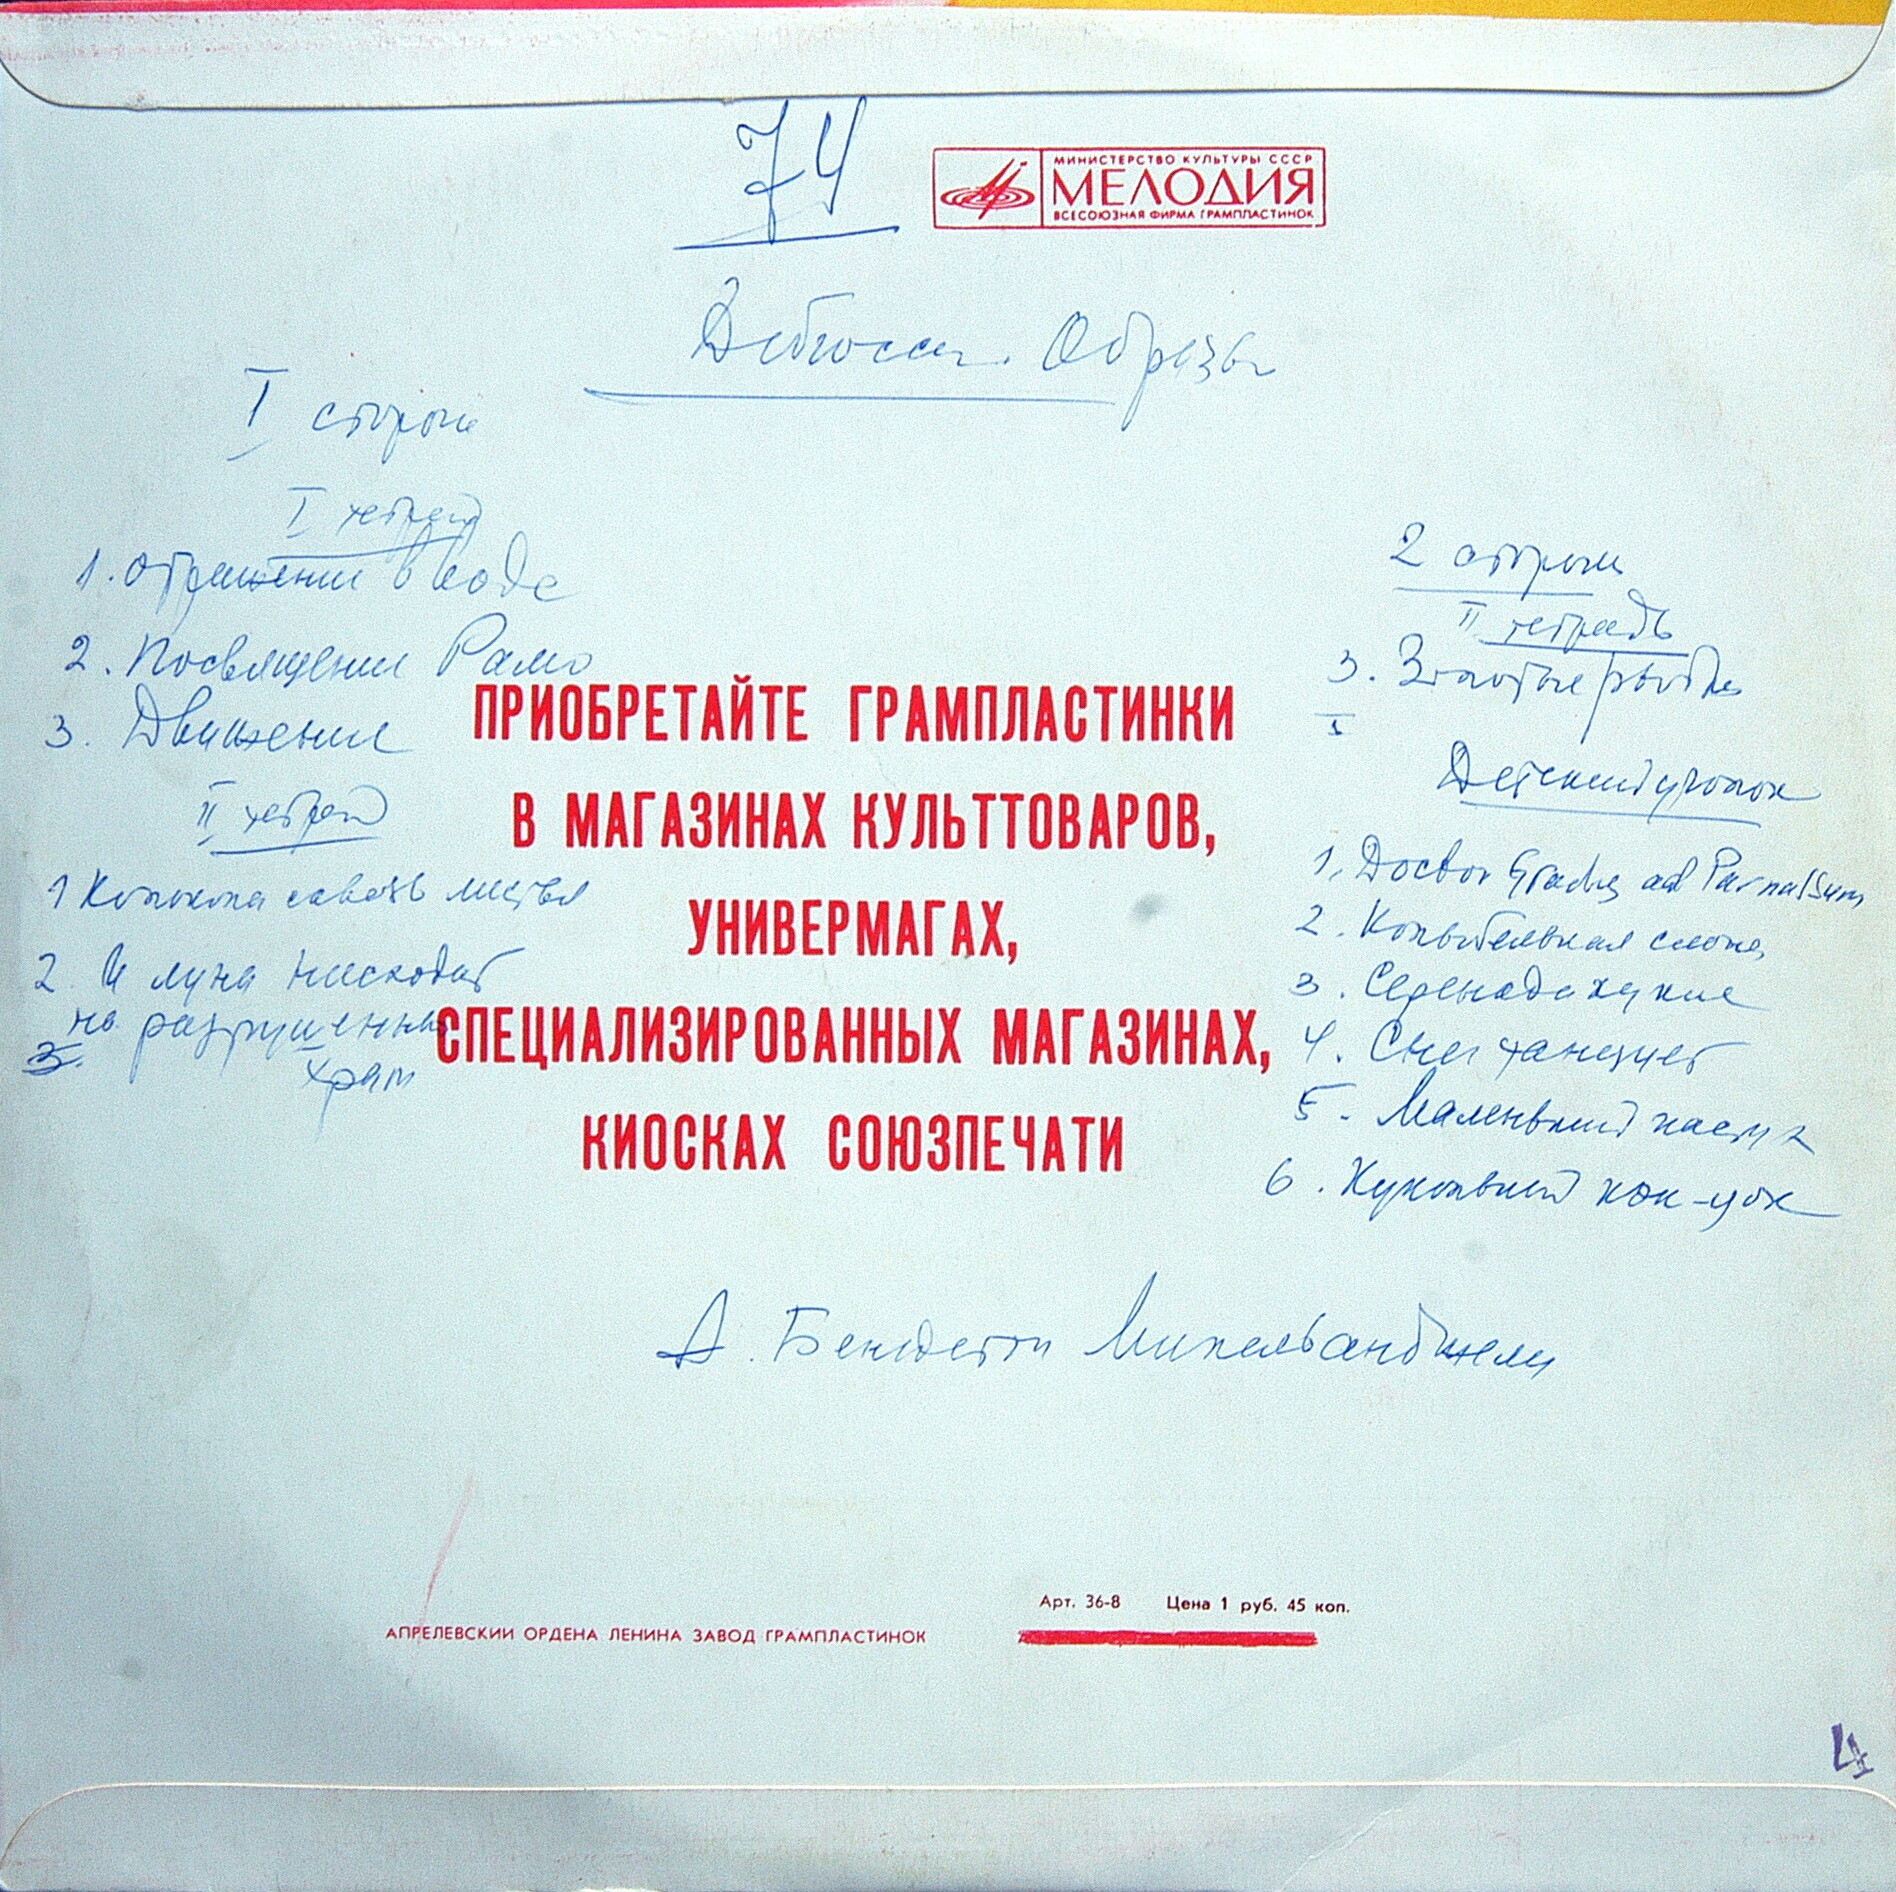 74
МИНИСТЕРСТВО КУЛЬТУРЫ СССР
МЕЛОДИЯ
ВСЕСОЮЗНАЯ ФИРМА ГРАМПЛАСТИНОК
Дебюсси. Образы
I сторона
I тетрадь
1. Отражения в воде
2. Посвящение Рамо
3. Движение
II тетрадь
1 Колокола сквозь листья
2. И луна нисходит
на разрушенный
3.
храм
2 сторона
II тетрадь
3. Золотые рыбки
I
Детский уголок
1. Doctor Gradus ad Parnassum
2. Колыбельная слона
3. Серенада кукле
4. Снег танцует
5. Маленький пастух
6. Кукольный кэк-уок
ПРИОБРЕТАЙТЕ ГРАМПЛАСТИНКИ
В МАГАЗИНАХ КУЛЬТТОВАРОВ,
УНИВЕРМАГАХ,
СПЕЦИАЛИЗИРОВАННЫХ МАГАЗИНАХ,
КИОСКАХ СОЮЗПЕЧАТИ
А. Бенедетти Микельанджели
Арт. 36-8 Цена 1 руб. 45 коп.
АПРЕЛЕВСКИЙ ОРДЕНА ЛЕНИНА ЗАВОД ГРАМПЛАСТИНОК
4